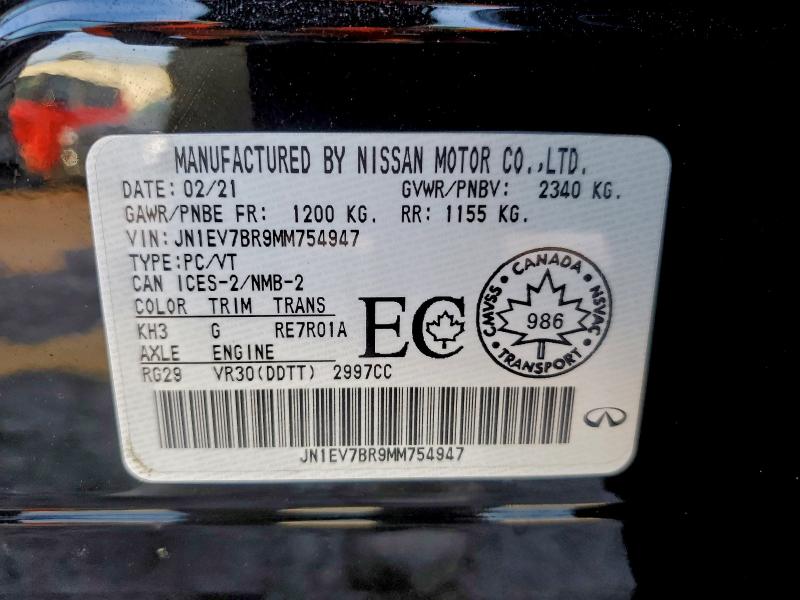 MANUFACTURED BY NISSAN MOTOR CO.,LTD.
DATE: 02/21 GVWR/PNBV: 2340 KG.
GAWR/PNBE FR: 1200 KG. RR: 1155 KG.
VIN: JN1EV7BR9MM754947
TYPE:PC/VT
CAN ICES-2/NMB-2
COLOR TRIM TRANS
KH3 G RE7R01A
AXLE ENGINE
RG29 VR30(DDTT) 2997CC
EC
CANADA
CMVSS
986
NSVAC
TRANSPORT
JN1EV7BR9MM754947